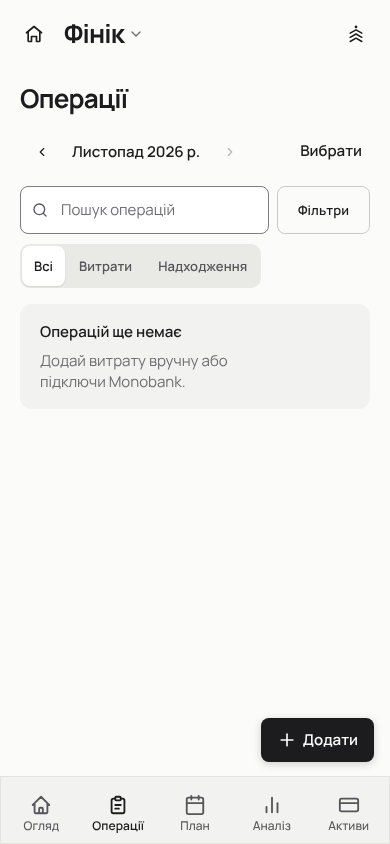 Фінік
Операції
Листопад 2026 р.
Вибрати
Пошук операцій
Фільтри
Всі
Витрати
Надходження
Операцій ще немає
Додай витрату вручну або
підключи Monobank.
Додати
Огляд
Операції
План
Аналіз
Активи